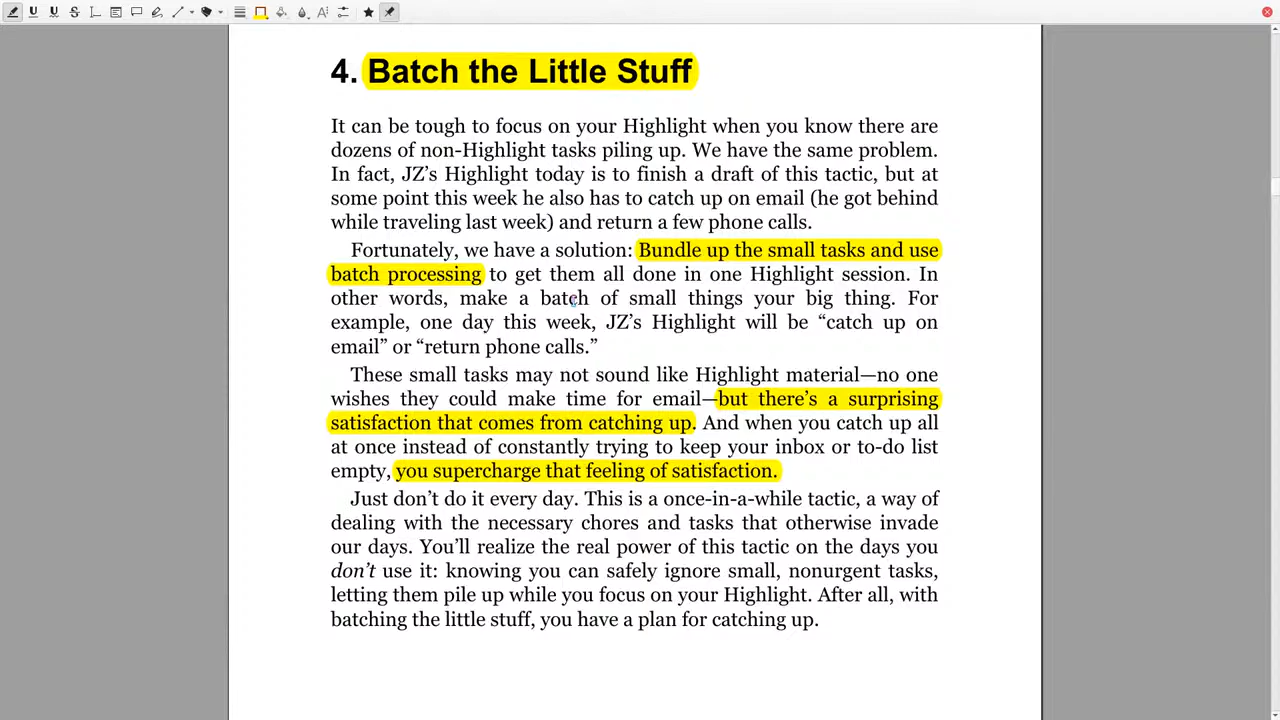 4. Batch the Little Stuff
It can be tough to focus on your Highlight when you know there are
dozens of non-Highlight tasks piling up. We have the same problem.
In fact, JZ’s Highlight today is to finish a draft of this tactic, but at
some point this week he also has to catch up on email (he got behind
while traveling last week) and return a few phone calls.
Fortunately, we have a solution: Bundle up the small tasks and use
batch processing to get them all done in one Highlight session. In
other words, make a batch of small things your big thing. For
example, one day this week, JZ’s Highlight will be “catch up on
email” or “return phone calls.”
These small tasks may not sound like Highlight material—no one
wishes they could make time for email—but there’s a surprising
satisfaction that comes from catching up. And when you catch up all
at once instead of constantly trying to keep your inbox or to-do list
empty, you supercharge that feeling of satisfaction.
Just don’t do it every day. This is a once-in-a-while tactic, a way of
dealing with the necessary chores and tasks that otherwise invade
our days. You’ll realize the real power of this tactic on the days you
don’t use it: knowing you can safely ignore small, nonurgent tasks,
letting them pile up while you focus on your Highlight. After all, with
batching the little stuff, you have a plan for catching up.